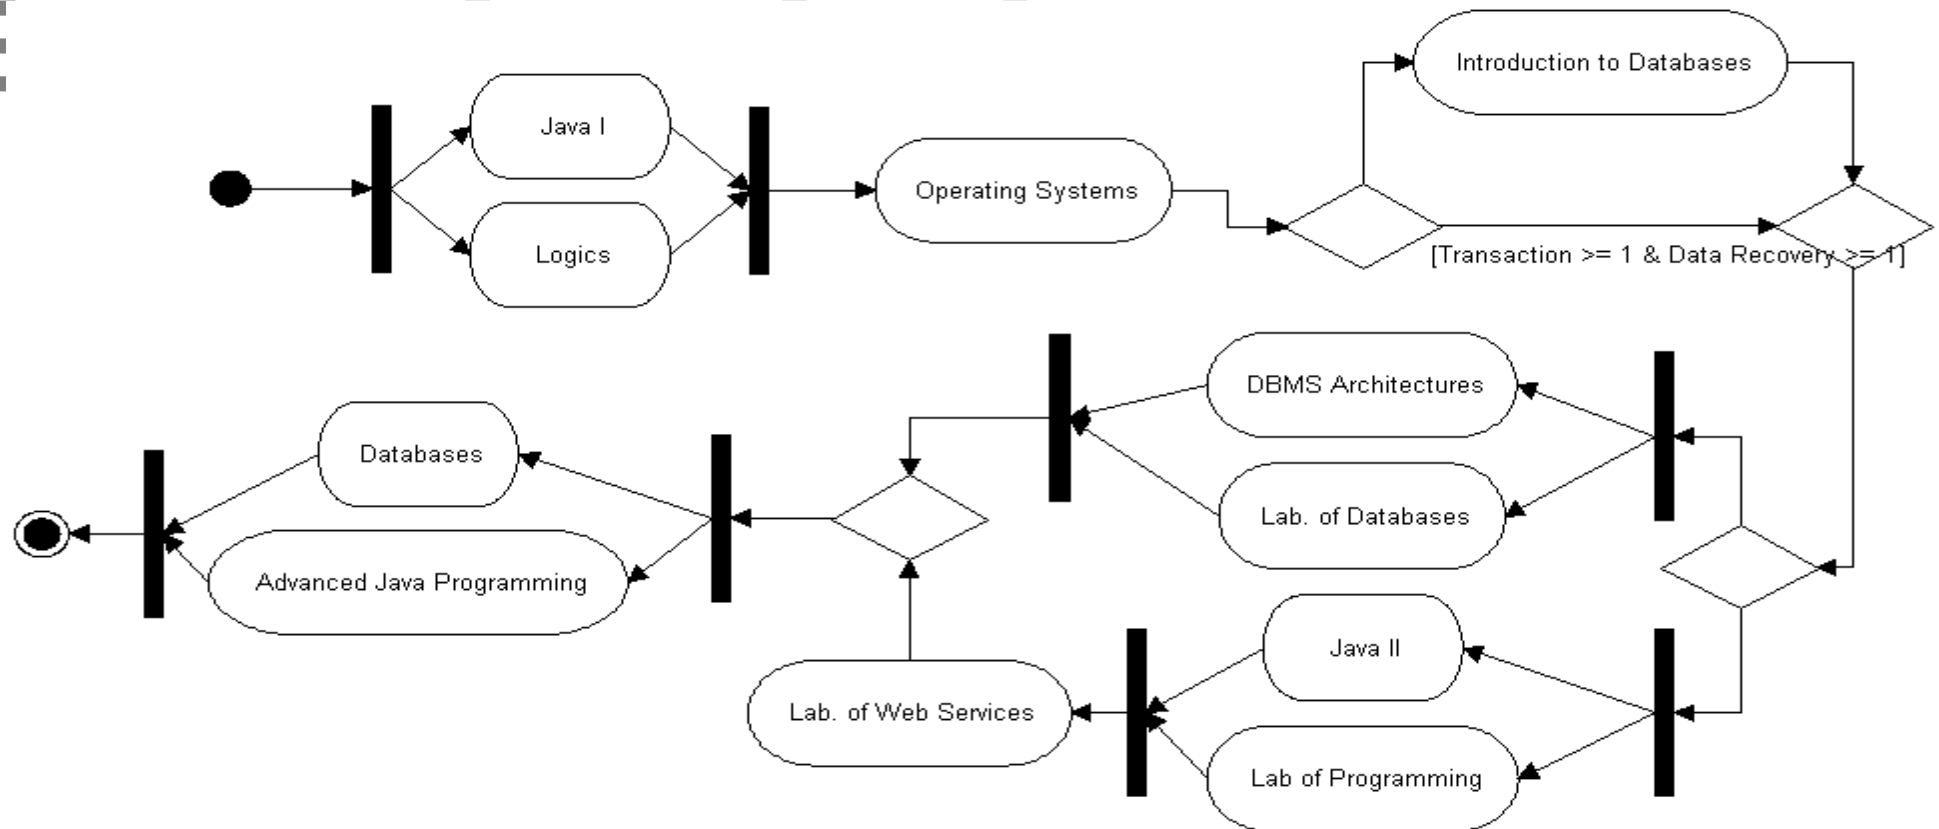 Introduction to Databases
Java I
Operating Systems
Logics
[Transaction >= 1 & Data Recovery >= 1]
DBMS Architectures
Databases
Lab. of Databases
Advanced Java Programming
Java II
Lab. of Web Services
Lab of Programming